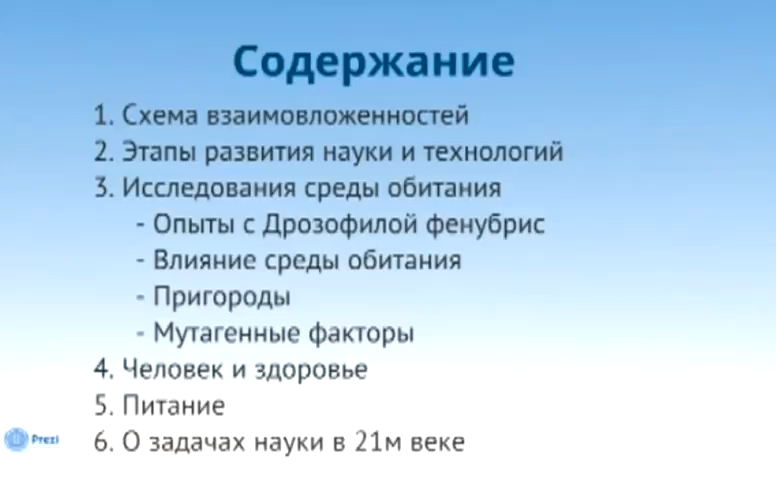 Содержание
1. Схема взаимовложенностей
2. Этапы развития науки и технологий
3. Исследования среды обитания
- Опыты с Дрозофилой фенубрис
- Влияние среды обитания
- Пригороды
- Мутагенные факторы
4. Человек и здоровье
5. Питание
6. О задачах науки в 21м веке
Prezi